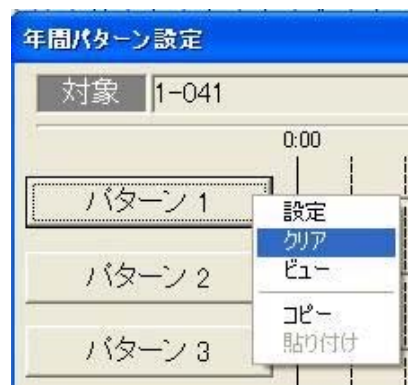 年間パターン設定
対象 1-041
0:00
パターン 1
設定
クリア
パターン 2
ビュー
コピー
パターン 3
貼り付け